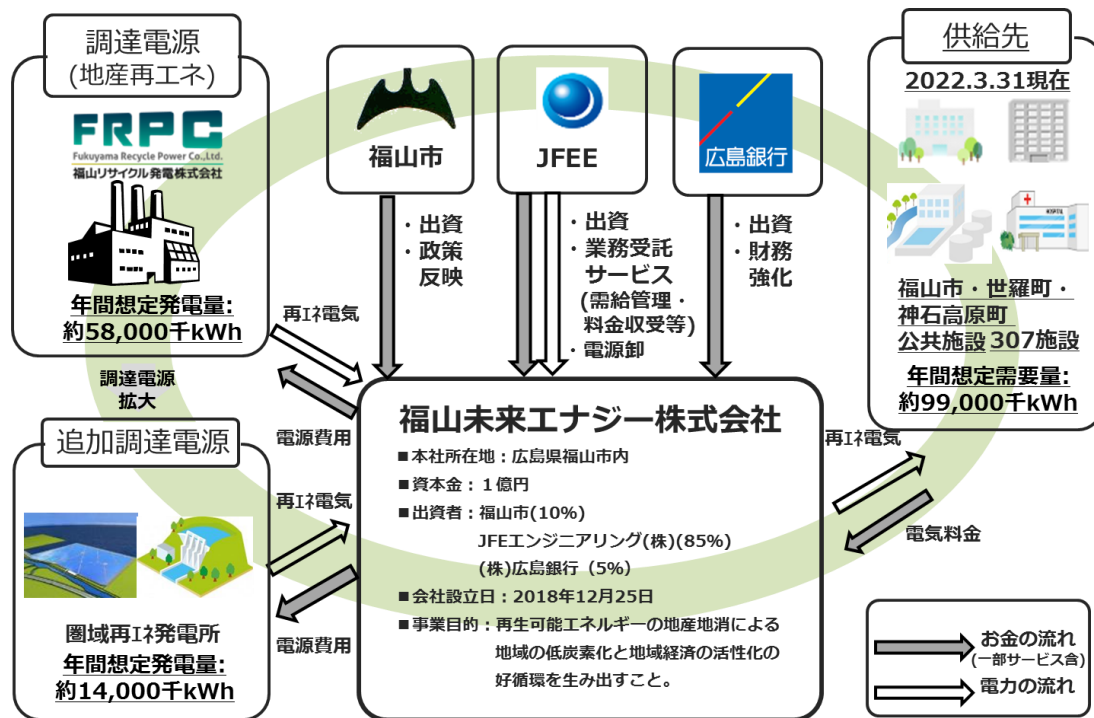 調達電源
(地産再エネ)
FRPC
Fukuyama Recycle Power Co.,Ltd.
福山リサイクル発電株式会社
年間想定発電量:
約58,000千kWh
福山市
JFEE
広島銀行
・出資
・政策
反映
・出資
・業務受託
サービス
(需給管理・
料金収受等)
・電源卸
・出資
・財務
強化
供給先
2022.3.31現在
福山市・世羅町・
神石高原町
公共施設 307施設
年間想定需要量:
約99,000千kWh
再エネ電気
電源費用
調達電源
拡大
追加調達電源
圏域再エネ発電所
年間想定発電量:
約14,000千kWh
再エネ電気
電源費用
福山未来エナジー株式会社
■本社所在地：広島県福山市内
■資本金：１億円
■出資者：福山市(10%)
JFEエンジニアリング(株)(85%)
(株)広島銀行（5%）
■会社設立日：2018年12月25日
■事業目的：再生可能エネルギーの地産地消による
地域の低炭素化と地域経済の活性化の
好循環を生み出すこと。
再エネ電気
電気料金
お金の流れ
(一部サービス含)
電力の流れ